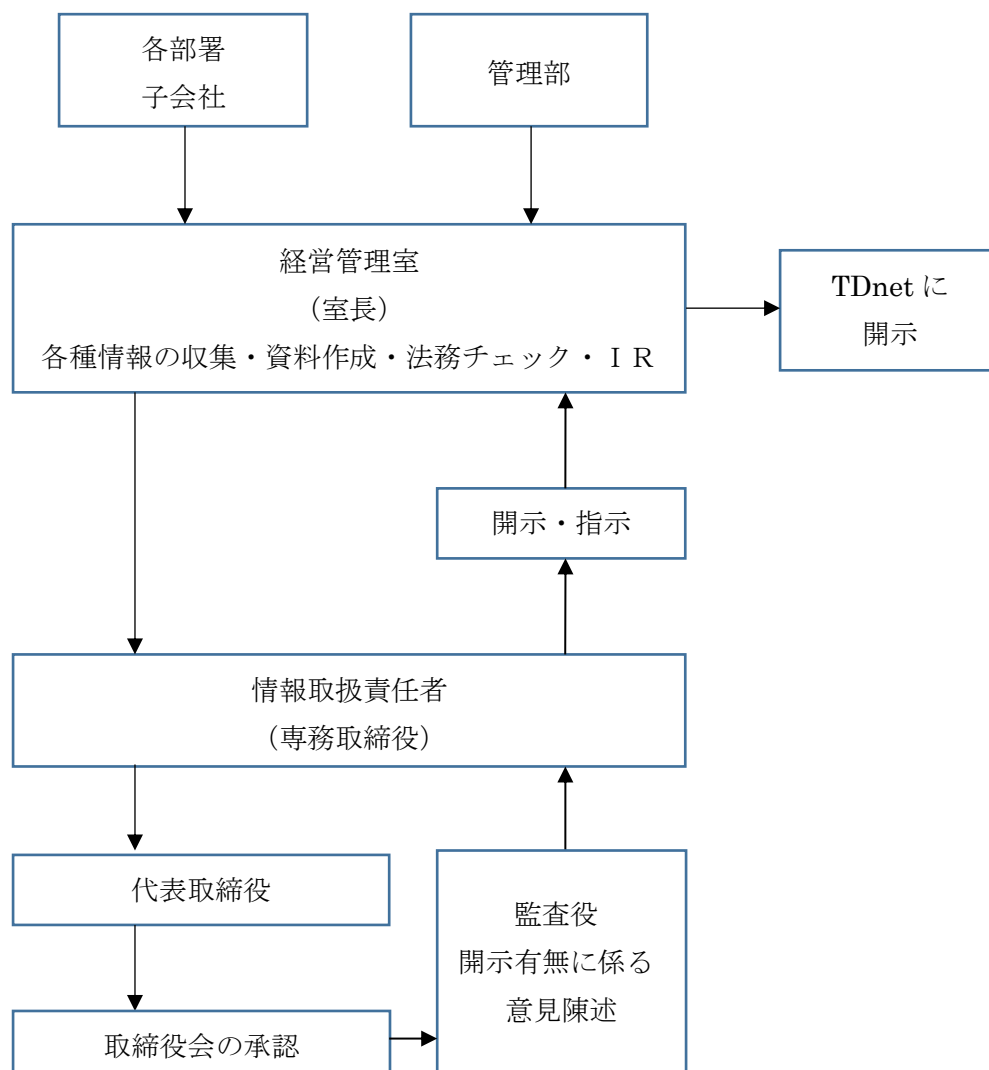 各部署
子会社
管理部
経営管理室
（室長）
各種情報の収集・資料作成・法務チェック・ＩＲ
TDnet に
開示
開示・指示
情報取扱責任者
（専務取締役）
代表取締役
監査役
開示有無に係る
意見陳述
取締役会の承認